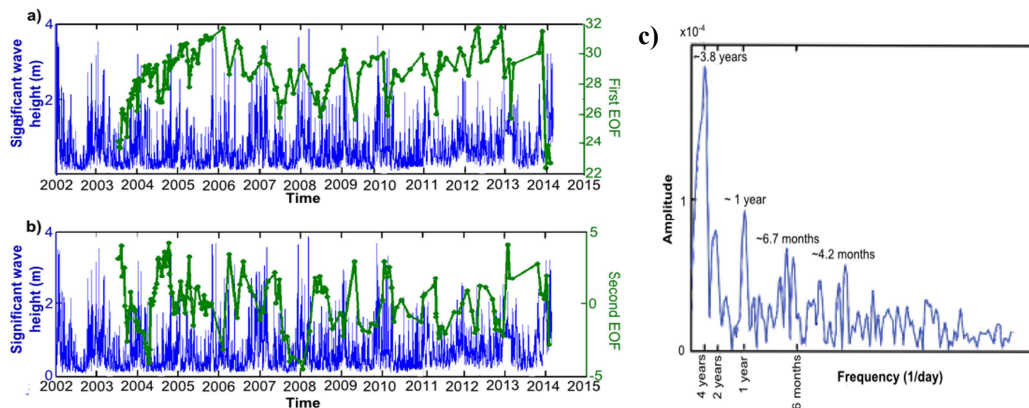 a)
Significant wave
height (m)
4
2
32
30
28
26
24
22
First EOF
2002 2003 2004 2005 2006 2007 2007 2008 2009 2010 2011 2012 2013 2014 2015
Time
b)
Significant wave
height (m)
4
2
0
5
0
-5
Second EOF
2002 2003 2004 2005 2006 2007 2007 2008 2009 2010 2011 2012 2013 2014 2015
Time
c)
x10⁻⁴
~3.8 years
~ 1 year
~6.7 months
~4.2 months
Amplitude
1
0
4 years
2 years
1 year
6 months
Frequency (1/day)